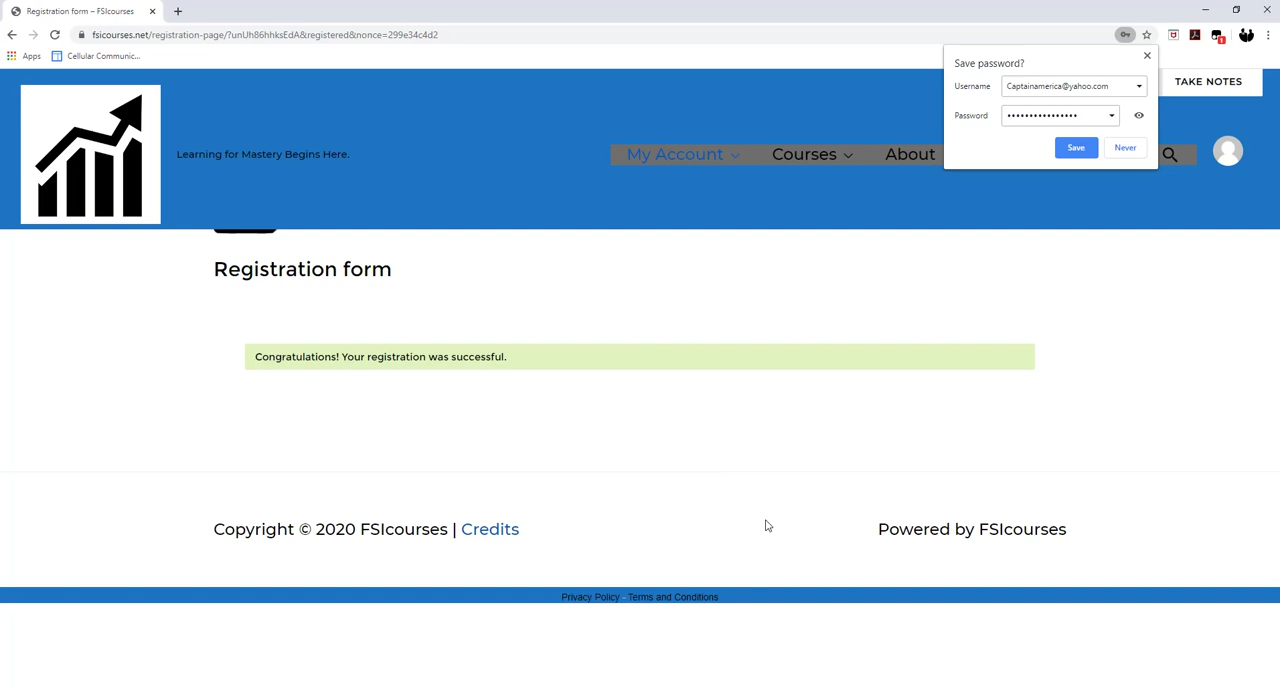 Registration form – FSIcourses
fsicourses.net/registration-page/?unUh86hhksEdA&registered&nonce=299e34c4d2
1
Apps
Cellular Communic...
Save password?
Username
Captainamerica@yahoo.com
Password
••••••••••••••••
Save
Never
TAKE NOTES
Learning for Mastery Begins Here.
My Account
Courses
About
Registration form
Congratulations! Your registration was successful.
Copyright © 2020 FSIcourses | Credits
Powered by FSIcourses
Privacy Policy - Terms and Conditions